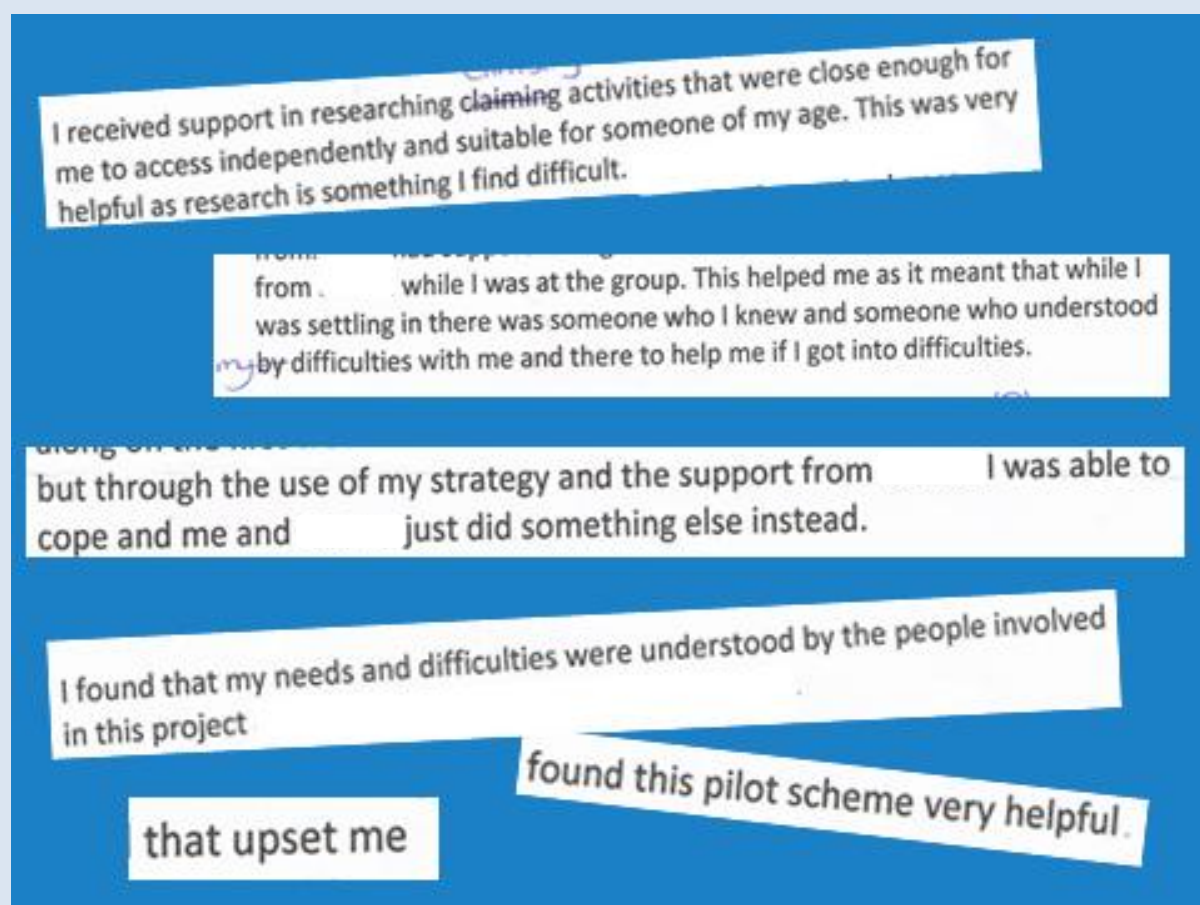 I received support in researching claiming activities that were close enough for
me to access independently and suitable for someone of my age. This was very
helpful as research is something I find difficult.
from . while I was at the group. This helped me as it meant that while I
was settling in there was someone who I knew and someone who understood
my by difficulties with me and there to help me if I got into difficulties.
but through the use of my strategy and the support from I was able to
cope and me and just did something else instead.
I found that my needs and difficulties were understood by the people involved
in this project
found this pilot scheme very helpful.
that upset me